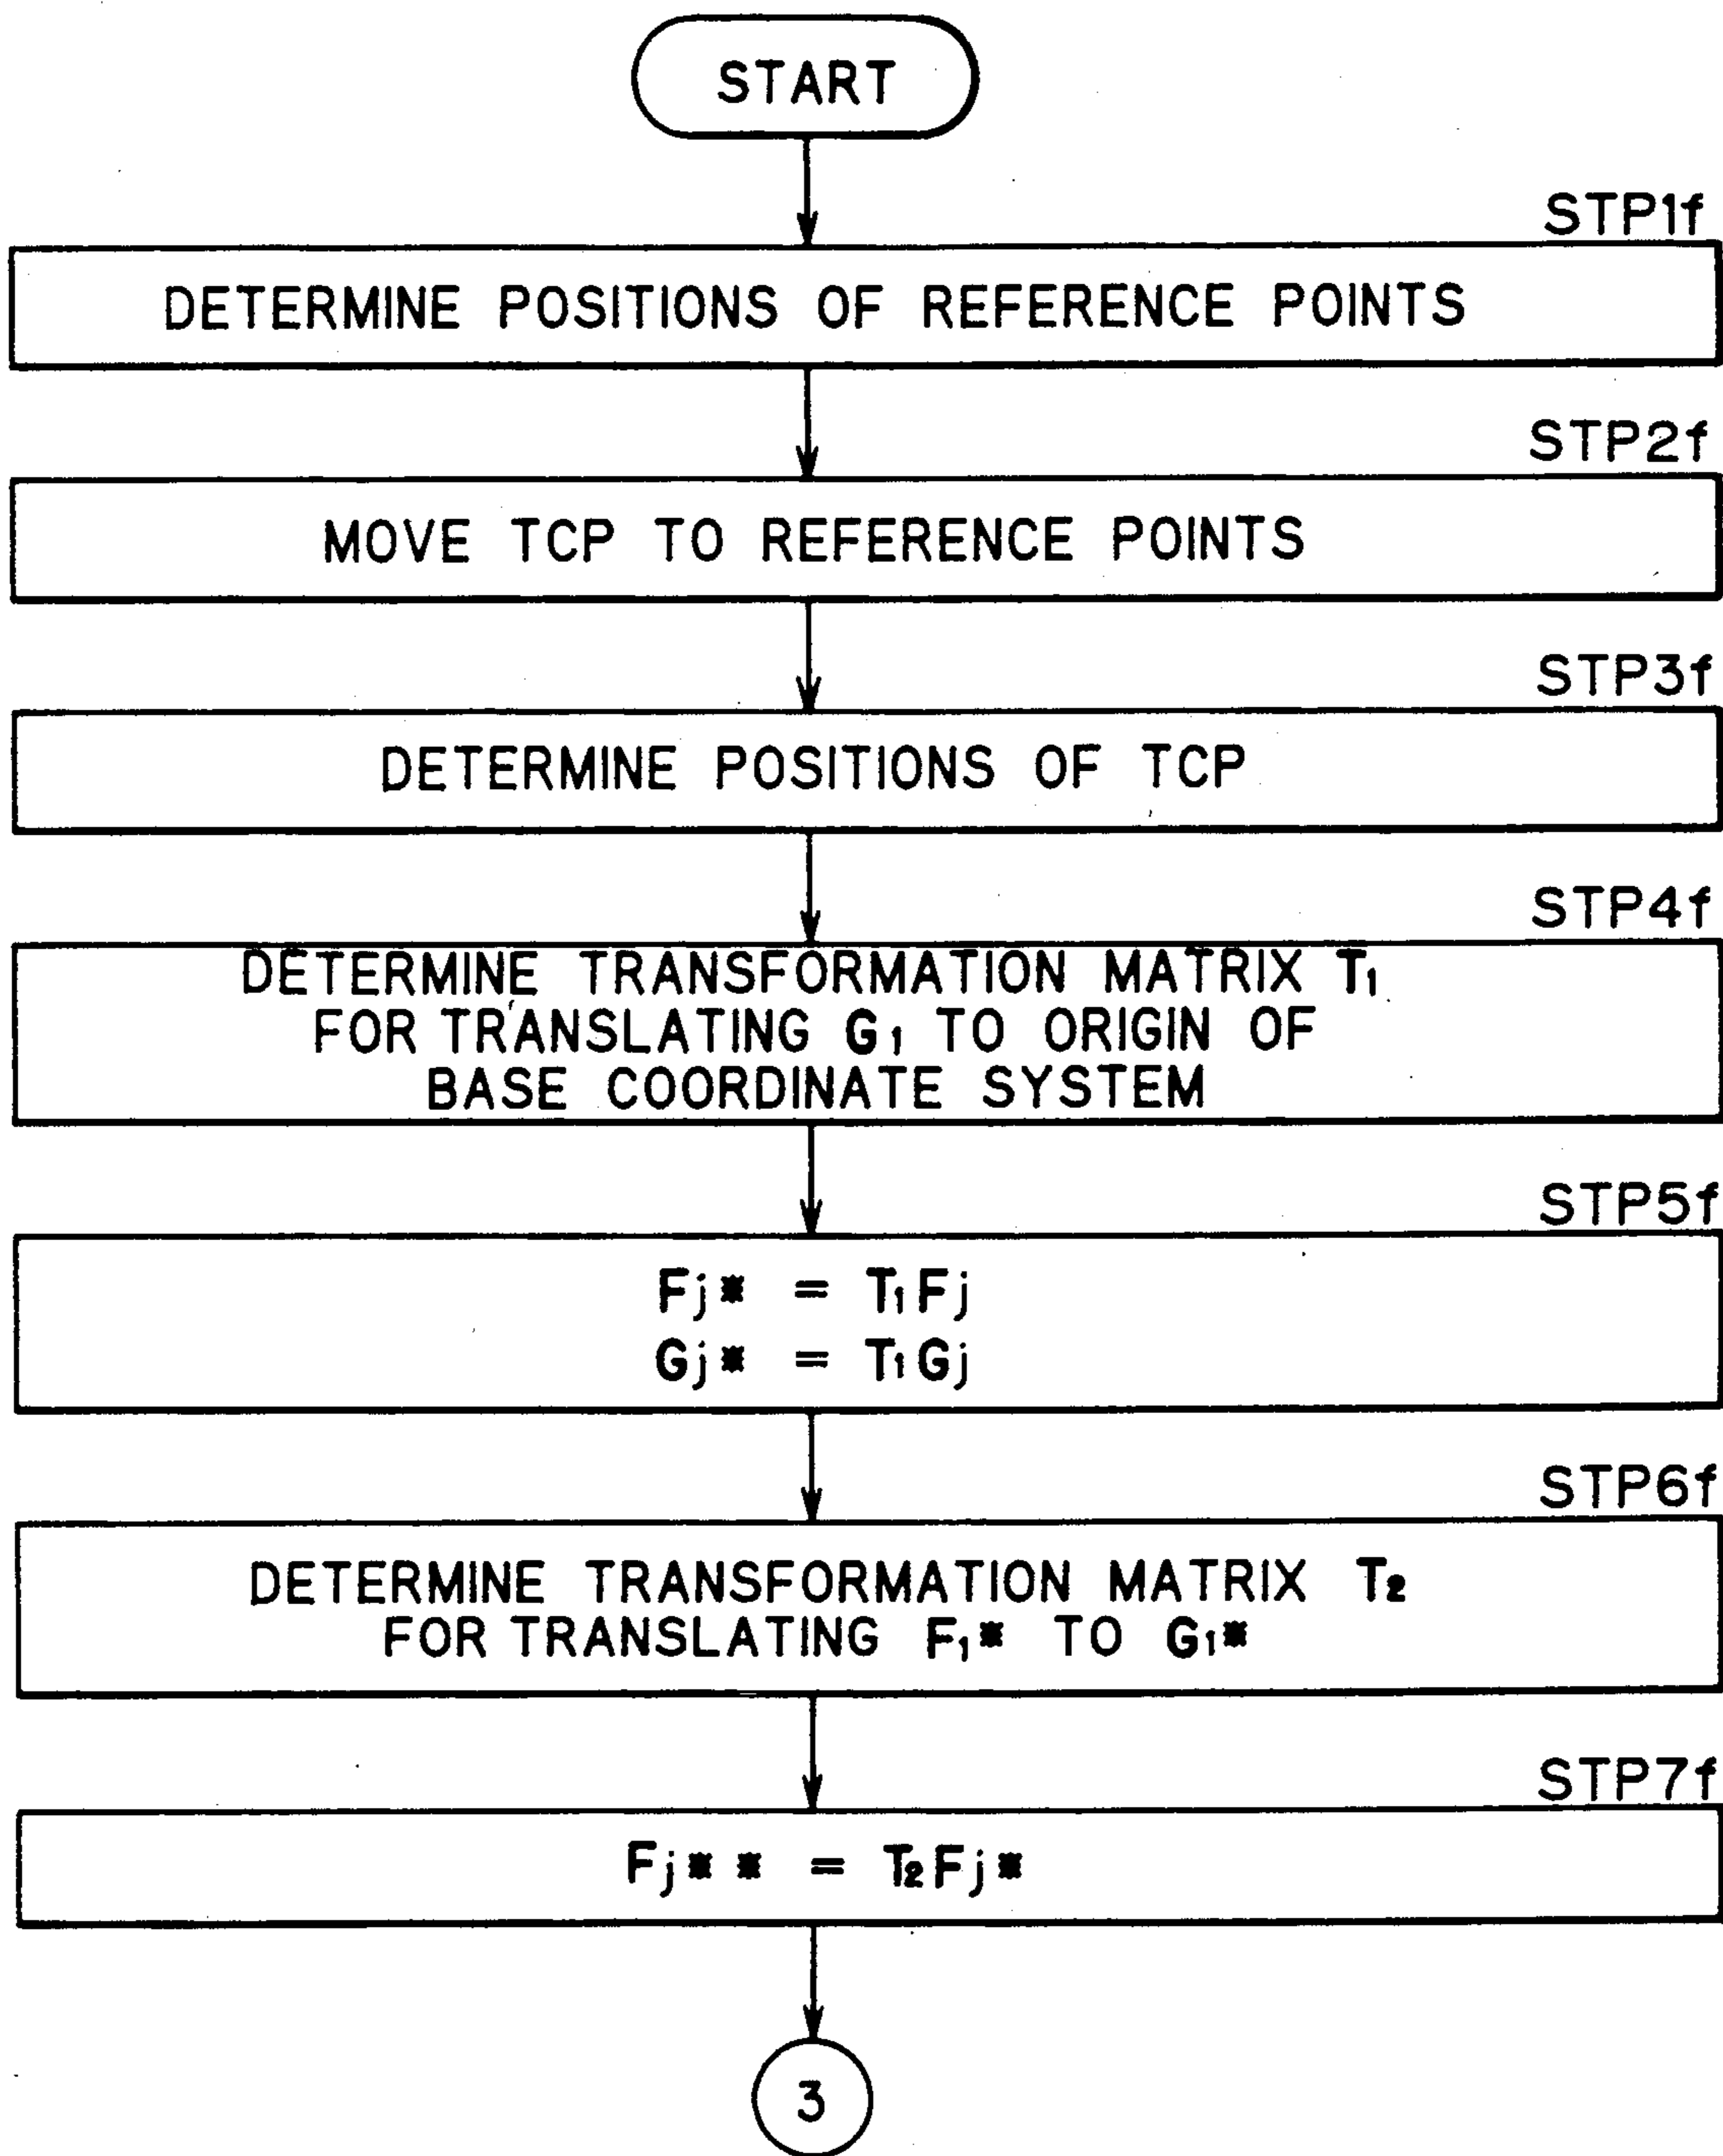 START
STP1f
DETERMINE POSITIONS OF REFERENCE POINTS
STP2f
MOVE TCP TO REFERENCE POINTS
STP3f
DETERMINE POSITIONS OF TCP
STP4f
DETERMINE TRANSFORMATION MATRIX T₁
FOR TRANSLATING G₁ TO ORIGIN OF
BASE COORDINATE SYSTEM
STP5f
Fj* = T₁Fj
Gj* = T₁Gj
STP6f
DETERMINE TRANSFORMATION MATRIX T₂
FOR TRANSLATING F₁* TO G₁*
STP7f
Fj** = T₂Fj*
3